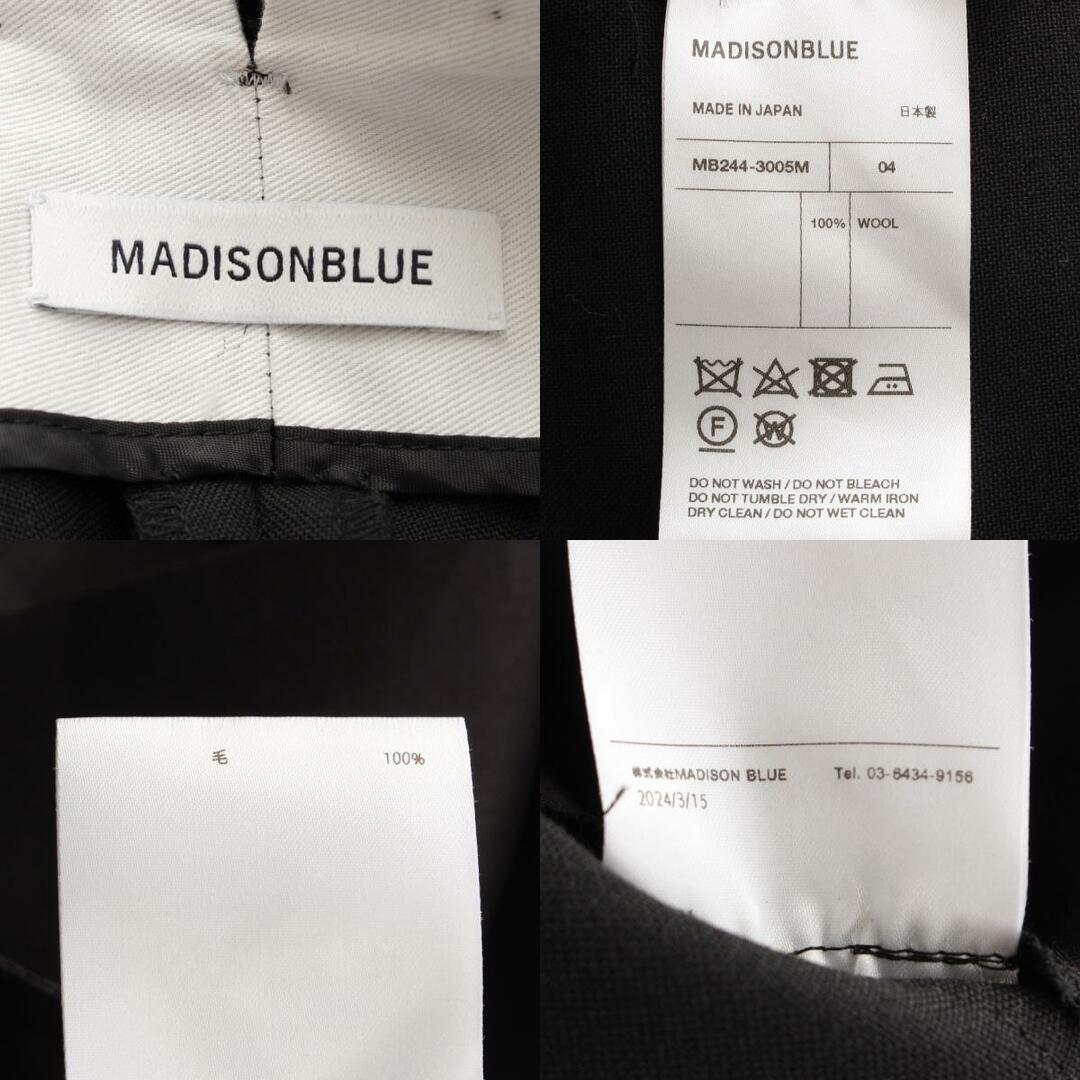 MADISONBLUE
MADISONBLUE
MADE IN JAPAN 日本製
MB244-3005M 04
100% WOOL
F
W
DO NOT WASH / DO NOT BLEACH
DO NOT TUMBLE DRY / WARM IRON
DRY CLEAN / DO NOT WET CLEAN
毛 100%
株式会社MADISON BLUE Tel. 03-6434-9156
2024/3/15